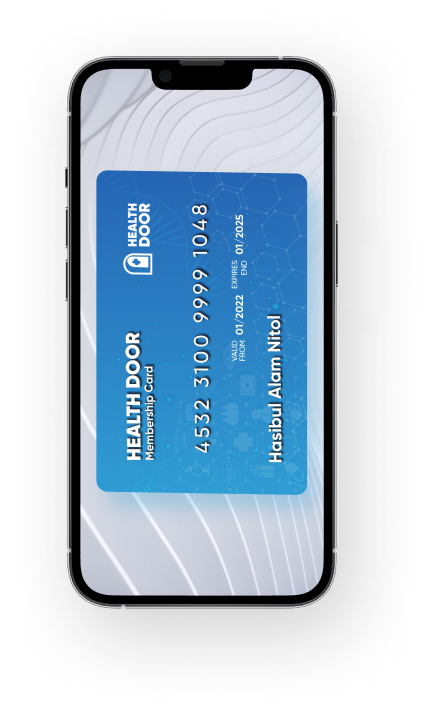 HEALTH DOOR
Membership Card
HEALTH
DOOR
4532 3100 9999 1048
VALID
FROM 01/2022
EXPIRES
END 01/2025
Hasibul Alam Nitol